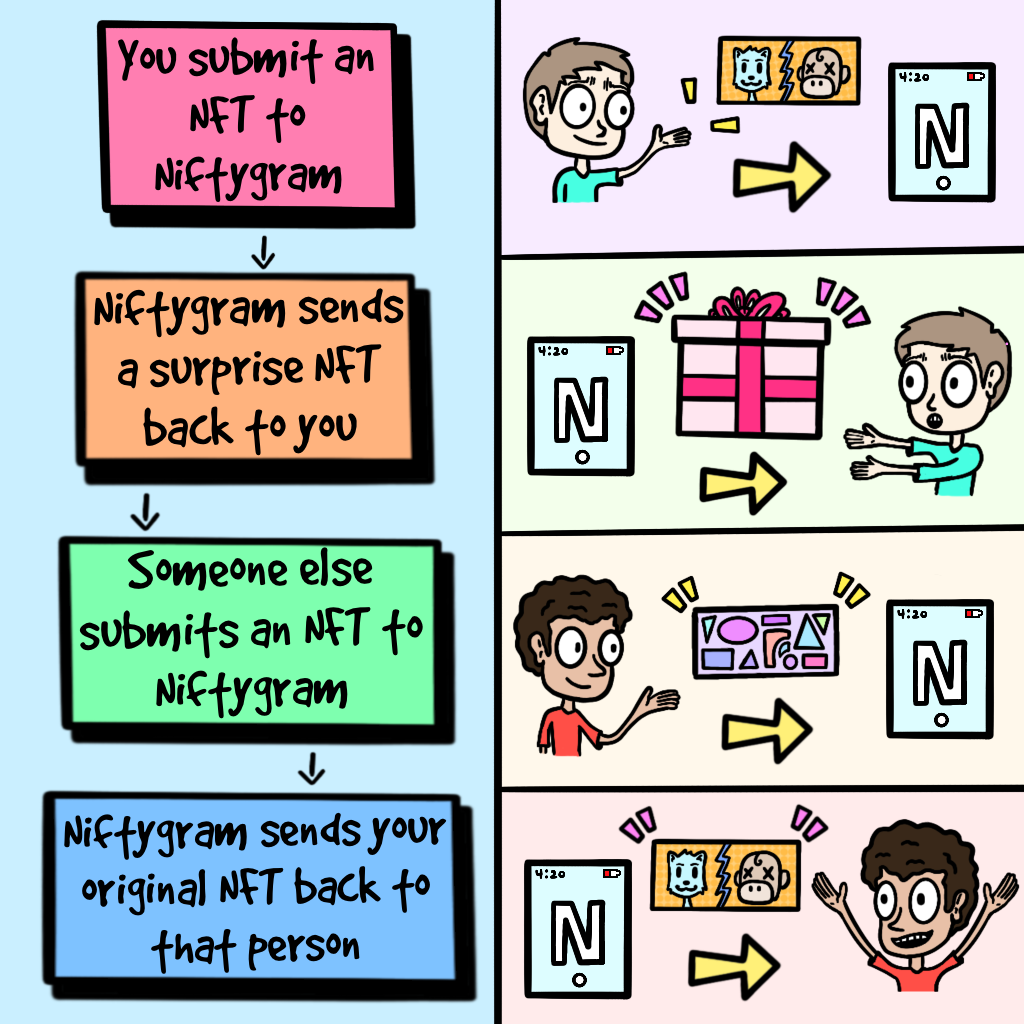 You submit an
NFT to
Niftygram
Niftygram sends
a surprise NFT
back to you
Someone else
submits an NFT to
Niftygram
Niftygram sends your
original NFT back to
that person
4:20
N
4:20
N
4:20
N
4:20
N